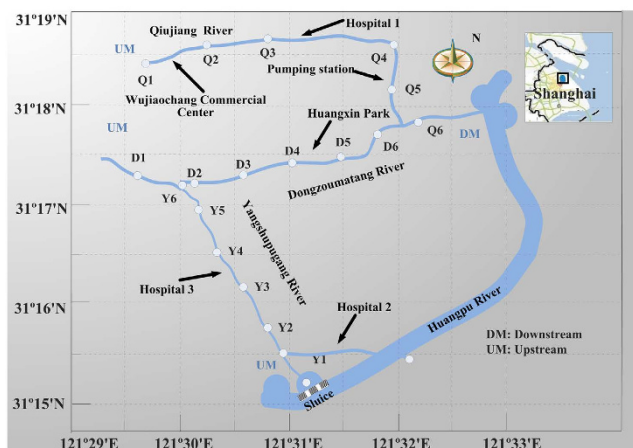 31°19'N
31°18'N
31°17'N
31°16'N
31°15'N
121°29'E
121°30'E
121°31'E
121°32'E
121°33'E
Qiujiang River
Hospital 1
UM
Q1
Q2
Q3
Q4
Wujiaochang Commercial
Center
Pumping station
Q5
N
Shanghai
UM
Huangxin Park
Q6
DM
D1
D2
D3
D4
D5
D6
Dongzoumatang River
Y6
Y5
Yangshupugang River
Y4
Hospital 3
Y3
Y2
Hospital 2
Y1
UM
Huangpu River
Sluice
DM: Downstream
UM: Upstream